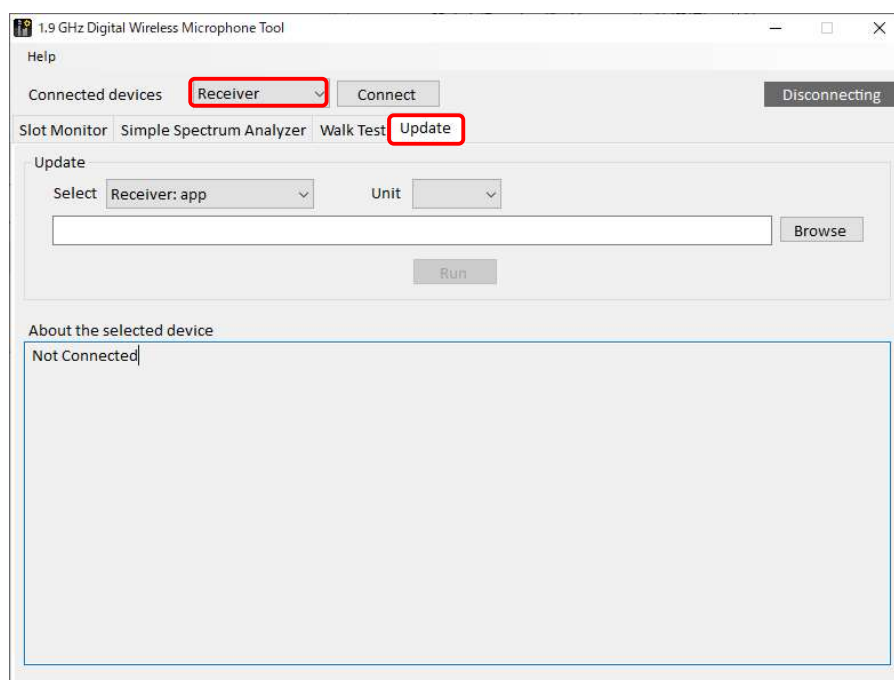 1.9 GHz Digital Wireless Microphone Tool
Help
Connected devices Receiver Connect Disconnecting
Slot Monitor Simple Spectrum Analyzer Walk Test Update
Update
Select Receiver: app Unit
Browse
Run
About the selected device
Not Connected